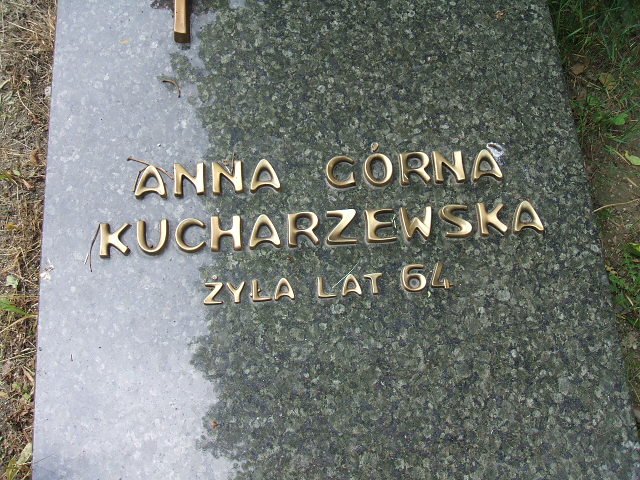 ANNA GÓRNA
KUCHARZEWSKA
ŻYŁA LAT 64